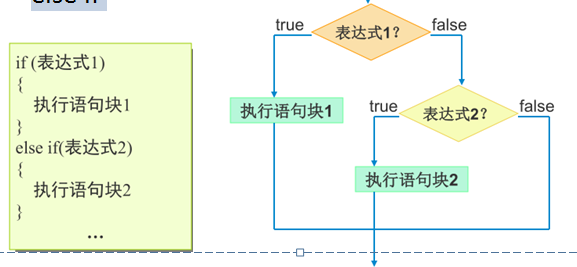 else if
if (表达式1)
{
执行语句块1
}
else if(表达式2)
{
执行语句块2
}
…
true
表达式1?
false
执行语句块1
true
表达式2?
false
执行语句块2